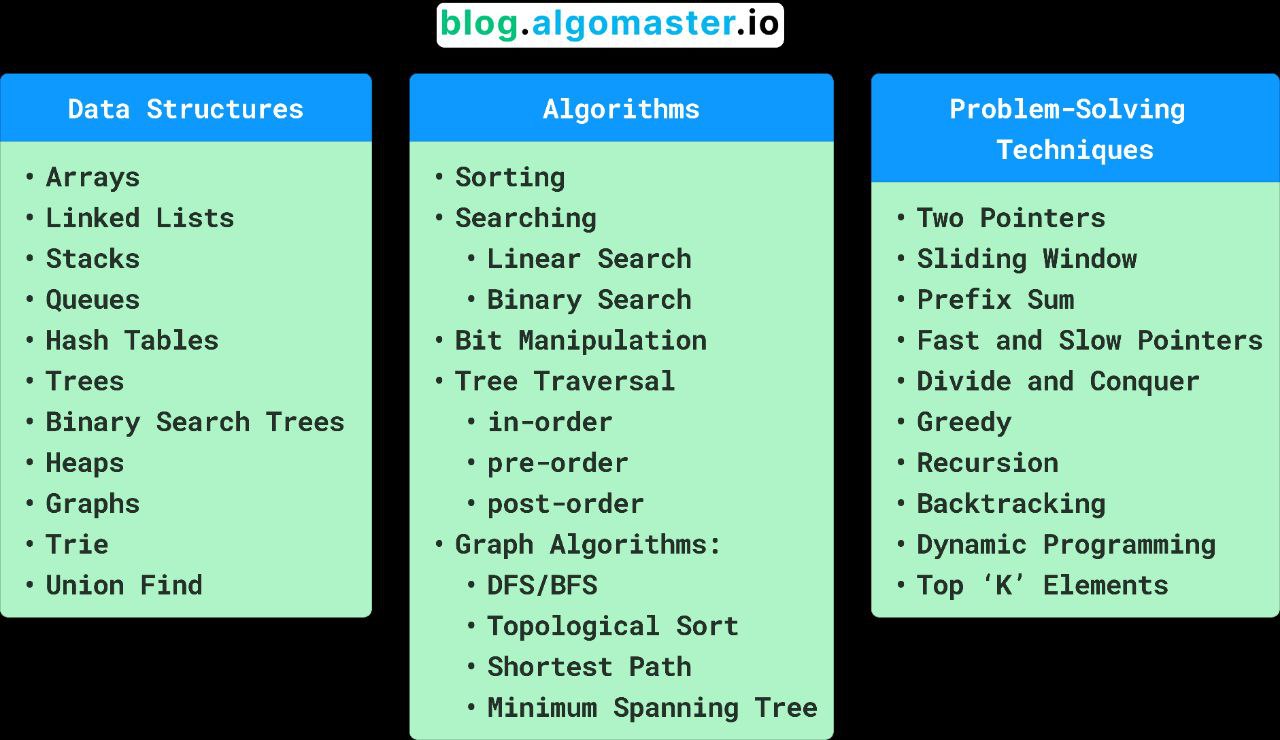 blog.algomaster.io
Data Structures
• Arrays
• Linked Lists
• Stacks
• Queues
• Hash Tables
• Trees
• Binary Search Trees
• Heaps
• Graphs
• Trie
• Union Find
Algorithms
• Sorting
• Searching
• Linear Search
• Binary Search
• Bit Manipulation
• Tree Traversal
• in-order
• pre-order
• post-order
• Graph Algorithms:
• DFS/BFS
• Topological Sort
• Shortest Path
• Minimum Spanning Tree
Problem-Solving
Techniques
• Two Pointers
• Sliding Window
• Prefix Sum
• Fast and Slow Pointers
• Divide and Conquer
• Greedy
• Recursion
• Backtracking
• Dynamic Programming
• Top ‘K’ Elements